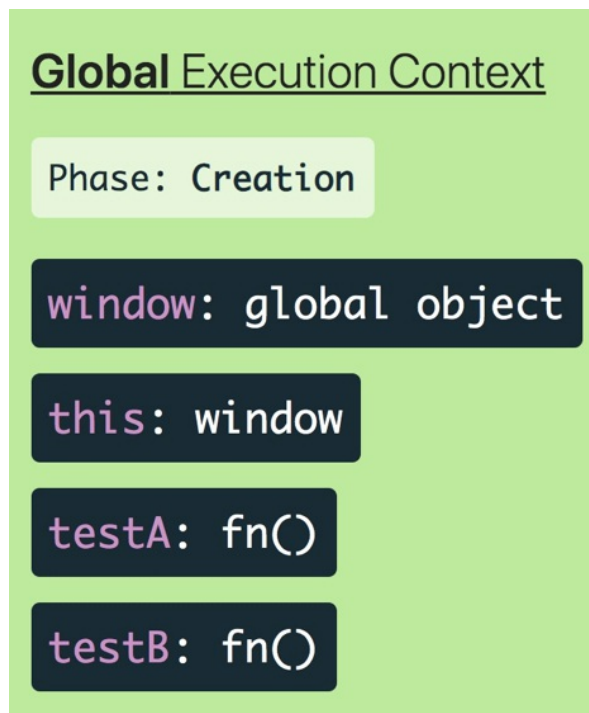 Global Execution Context
Phase: Creation
window: global object
this: window
testA: fn()
testB: fn()